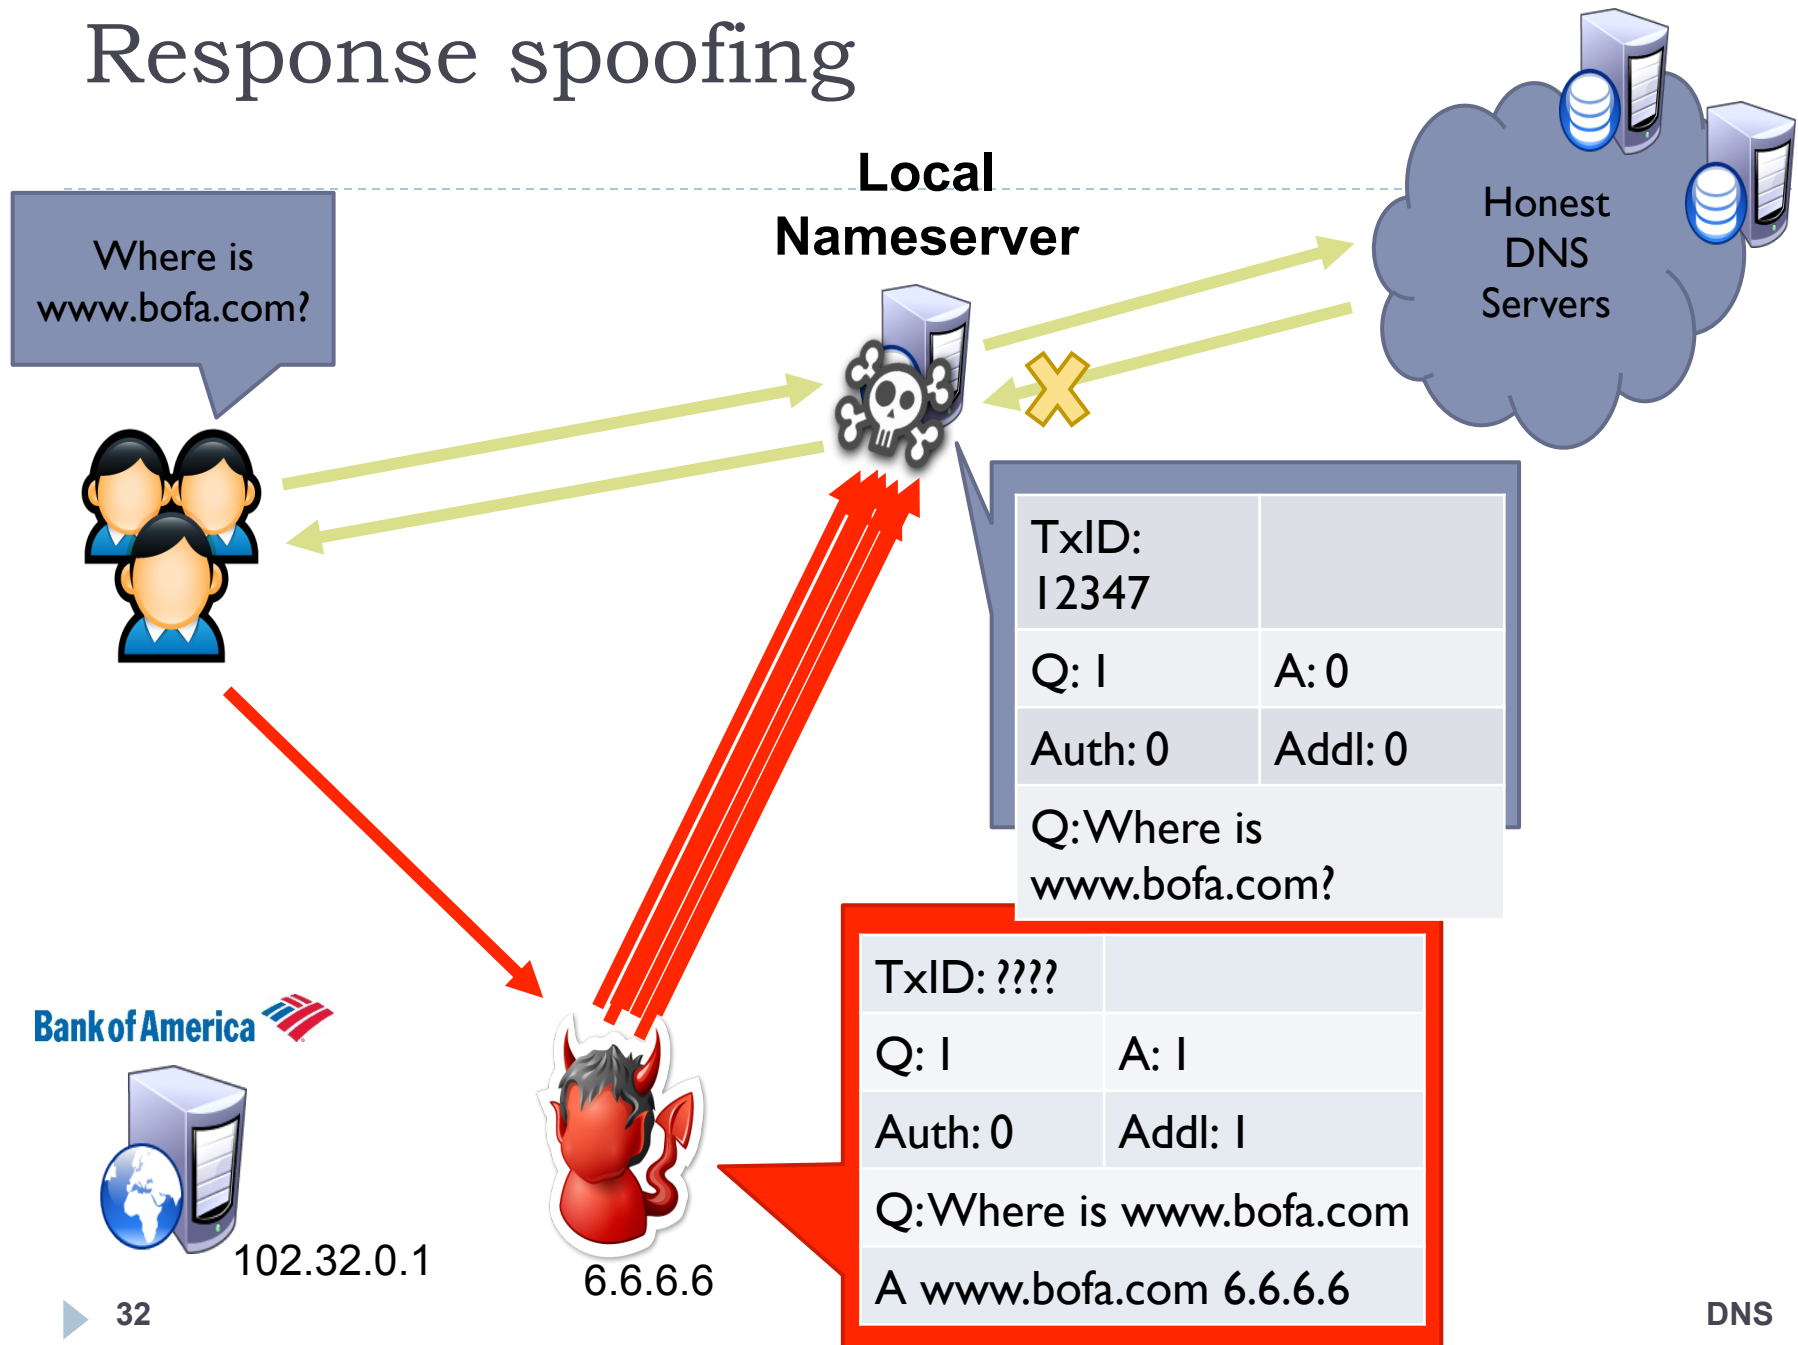 Response spoofing
Local
Nameserver
Honest
DNS
Servers
Where is
www.bofa.com?
TxID:
12347
Q: 1
A: 0
Auth: 0
Addl: 0
Q: Where is
www.bofa.com?
TxID: ????
Q: 1
A: 1
Auth: 0
Addl: 1
Q: Where is www.bofa.com
A www.bofa.com 6.6.6.6
Bank of America
102.32.0.1
6.6.6.6
32
DNS